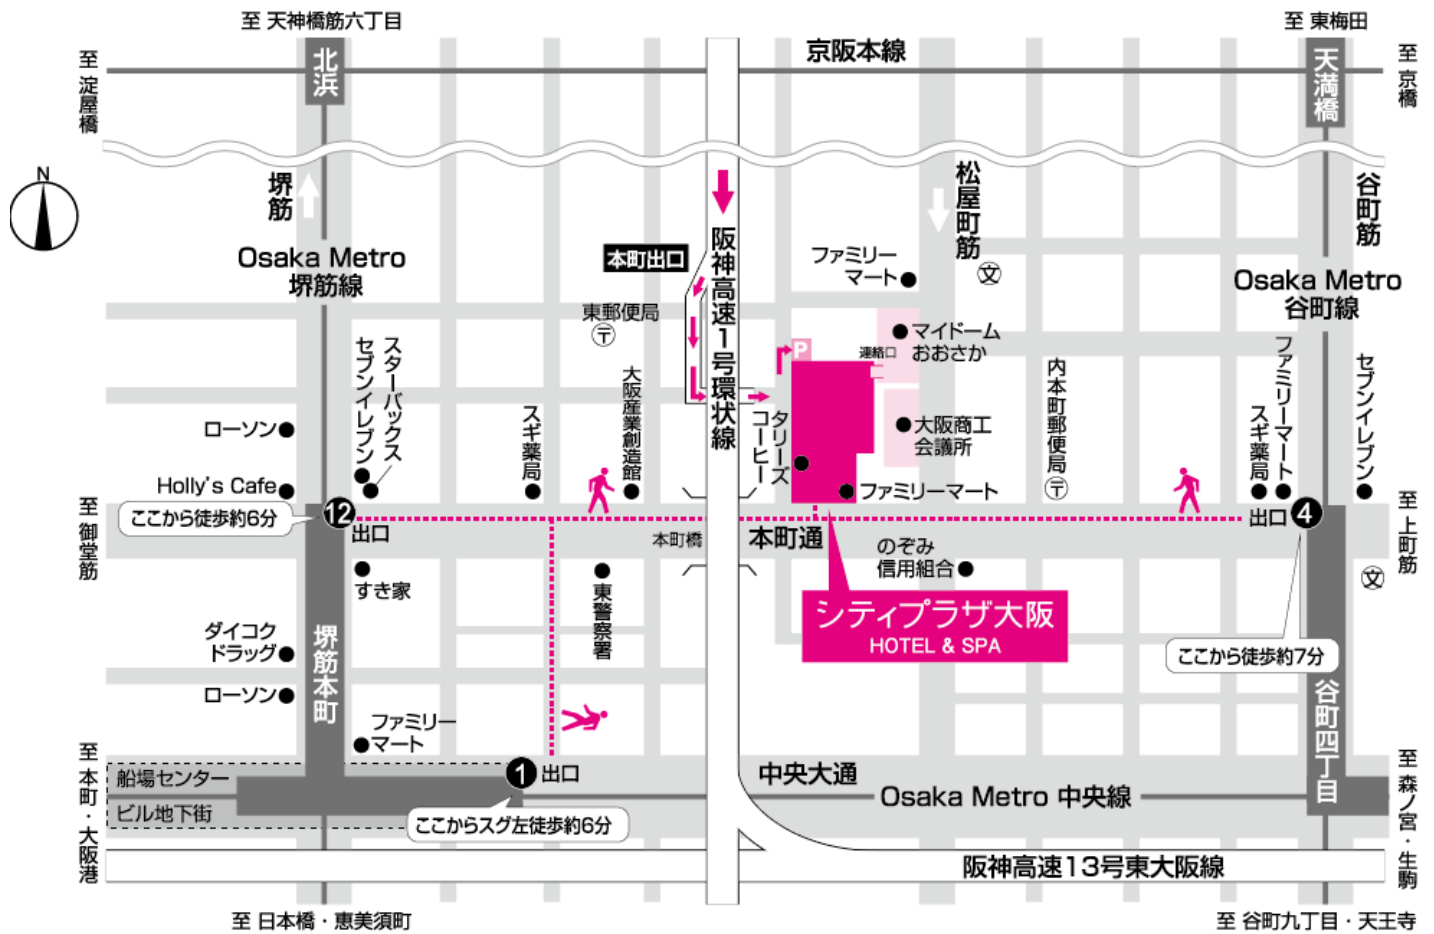 至 天神橋筋六丁目
至 東梅田
至 淀屋橋
北浜
京阪本線
天満橋
至 京橋
N
堺筋
松屋町筋
谷町筋
阪神高速1号環状線
本町出口
Osaka Metro
堺筋線
ファミリー
マート
文
Osaka Metro
谷町線
東郵便局
〒
マイドーム
おおさか
連絡口
P
セブンイレブン
スターバックス
スギ薬局
大阪産業創造館
タリーズ
コーヒー
大阪商工
会議所
内本町郵便局
〒
スギ薬局
ファミリーマート
セブンイレブン
ローソン
Holly's Cafe
ファミリーマート
至 御堂筋
ここから徒歩約6分
12
出口
本町橋
本町通
出口
4
至 上町筋
のぞみ
信用組合
すき家
東警察署
文
シティプラザ大阪
HOTEL & SPA
ダイコク
ドラッグ
ローソン
堺筋本町
ここから徒歩約7分
谷町四丁目
ファミリー
マート
至 本町・大阪港
船場センター
ビル地下街
1
出口
中央大通
Osaka Metro 中央線
至 森ノ宮・生駒
ここからスグ左徒歩約6分
阪神高速13号東大阪線
至 日本橋・恵美須町
至 谷町九丁目・天王寺